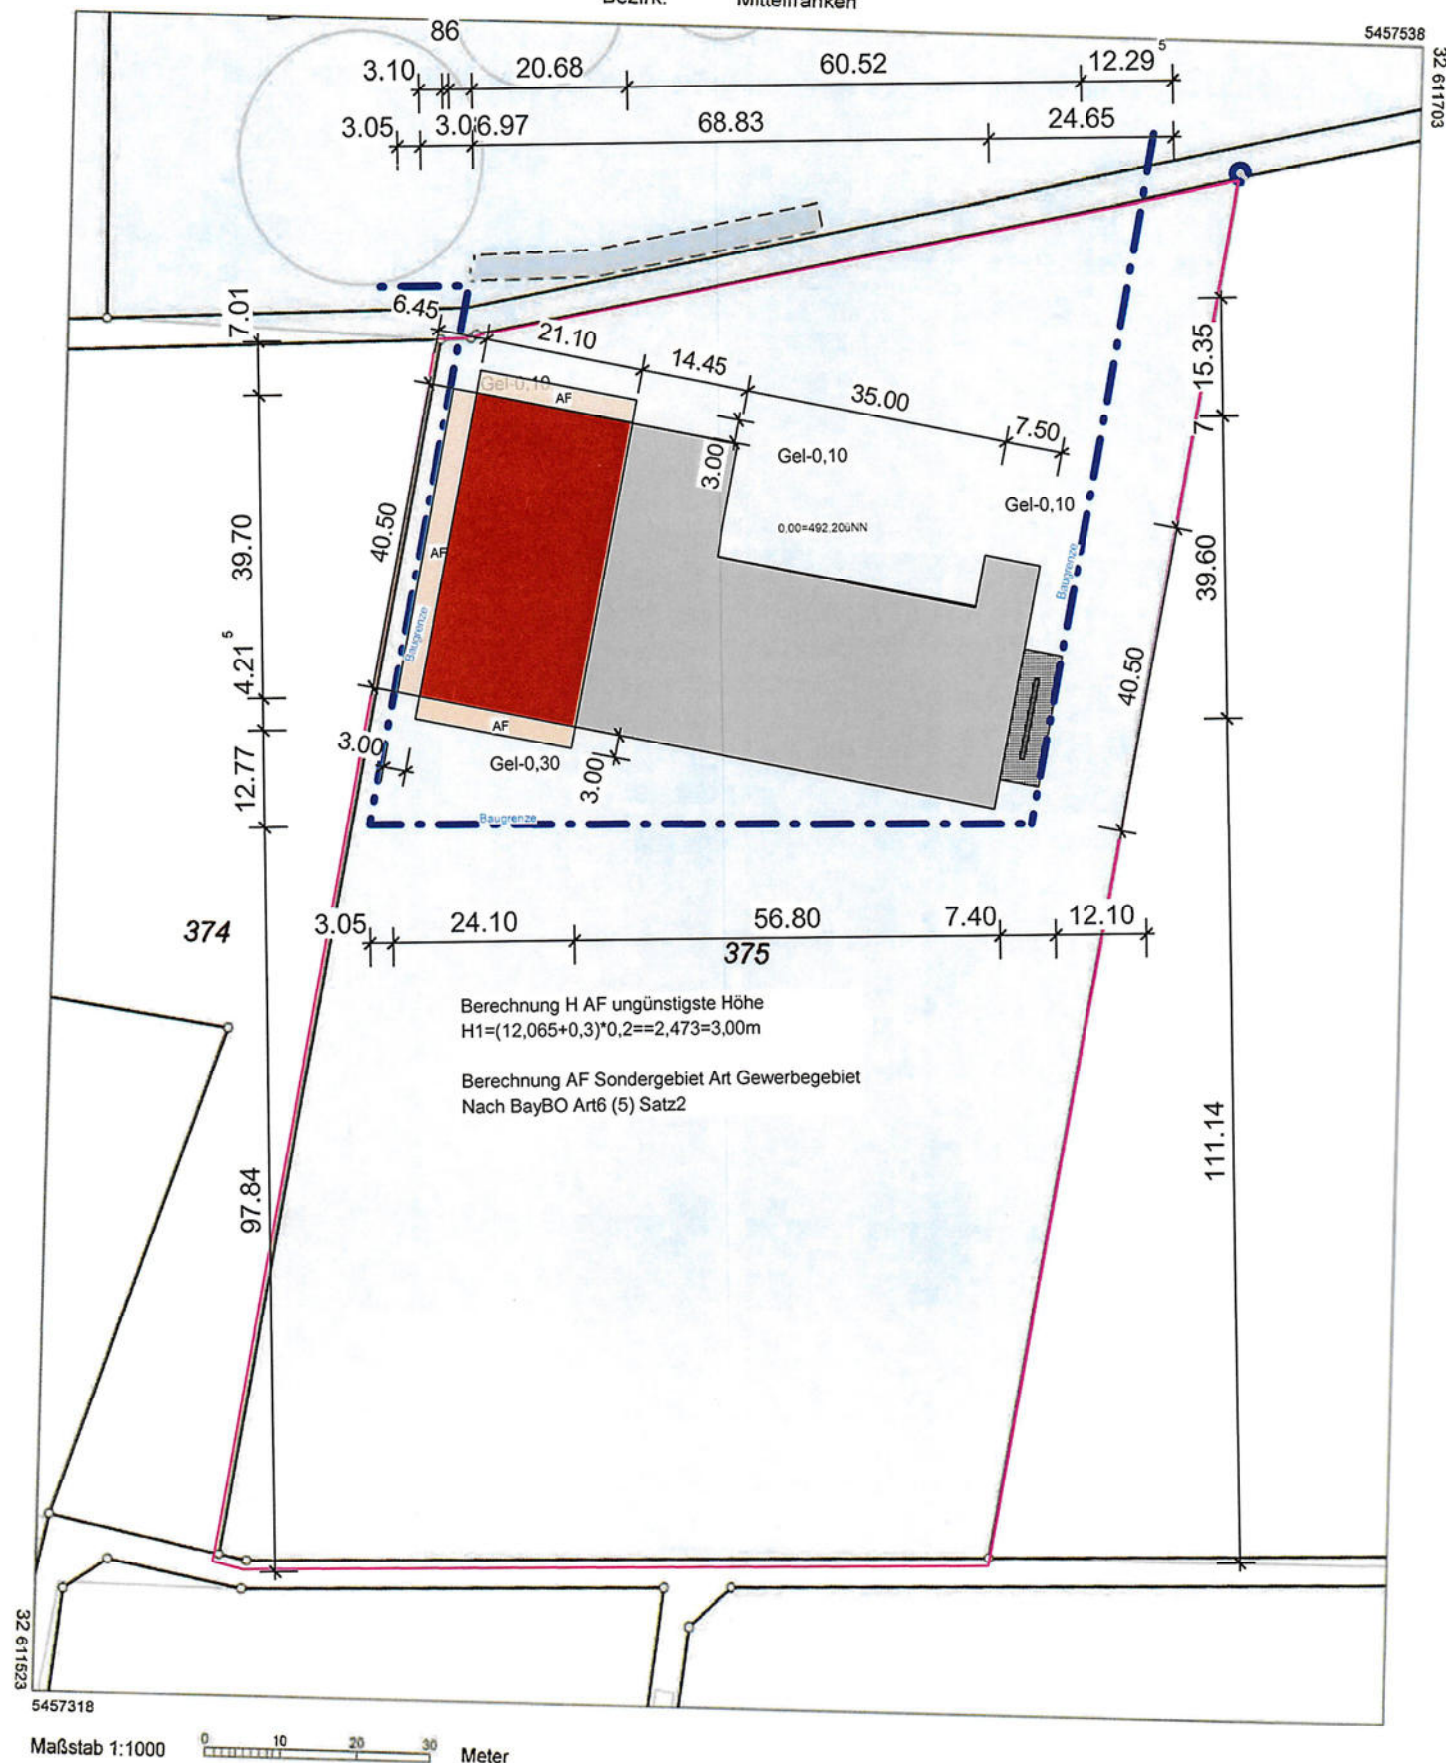 Bezirk: Mittelfranken
5457538
32 611703
86
3.10 20.68 60.52 12.29 5
3.05 3.0 6.97 68.83 24.65
7.01
6.45
21.10
14.45
35.00
7.50
15.35
7
Gel-0,10
AF
3.00
Gel-0,10
Gel-0,10
0.00=492.20üNN
40.50
39.70
AF
Baugrenze
Baugrenze
39.60
4.21 5
40.50
AF
3.00
Gel-0,30
3.00
12.77
Baugrenze
374
3.05 24.10 56.80 7.40 12.10
375
Berechnung H AF ungünstigste Höhe
H1=(12,065+0,3)*0,2==2,473=3,00m
Berechnung AF Sondergebiet Art Gewerbegebiet
Nach BayBO Art6 (5) Satz2
97.84
111.14
32 611523
5457318
Maßstab 1:1000 0 10 20 30 Meter